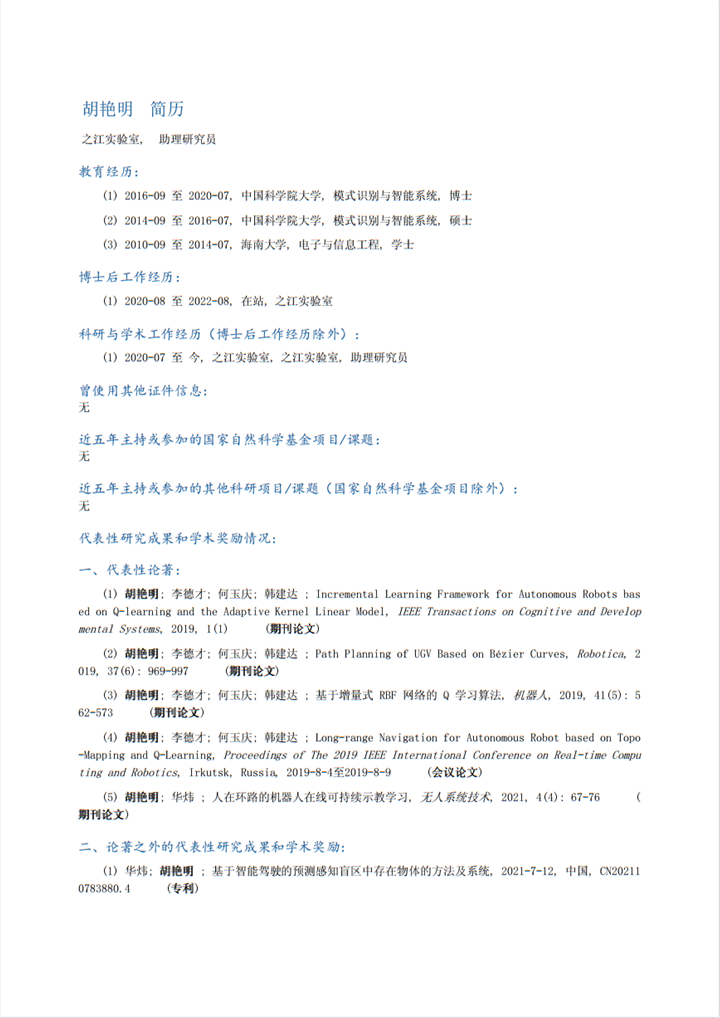 胡艳明 简历
之江实验室, 助理研究员
教育经历:
(1) 2016-09 至 2020-07, 中国科学院大学, 模式识别与智能系统, 博士
(2) 2014-09 至 2016-07, 中国科学院大学, 模式识别与智能系统, 硕士
(3) 2010-09 至 2014-07, 海南大学, 电子与信息工程, 学士
博士后工作经历:
(1) 2020-08 至 2022-08, 在站, 之江实验室
科研与学术工作经历（博士后工作经历除外）:
(1) 2020-07 至 今, 之江实验室, 之江实验室, 助理研究员
曾使用其他证件信息:
无
近五年主持或参加的国家自然科学基金项目/课题:
无
近五年主持或参加的其他科研项目/课题（国家自然科学基金项目除外）:
无
代表性研究成果和学术奖励情况:
一、代表性论著:
(1) 胡艳明; 李德才; 何玉庆; 韩建达 ; Incremental Learning Framework for Autonomous Robots bas
ed on Q-learning and the Adaptive Kernel Linear Model, IEEE Transactions on Cognitive and Develop
mental Systems, 2019, 1(1) (期刊论文)
(2) 胡艳明; 李德才; 何玉庆; 韩建达 ; Path Planning of UGV Based on Bézier Curves, Robotica, 2
019, 37(6): 969-997 (期刊论文)
(3) 胡艳明; 李德才; 何玉庆; 韩建达 ; 基于增量式 RBF 网络的 Q 学习算法, 机器人, 2019, 41(5): 5
62-573 (期刊论文)
(4) 胡艳明; 李德才; 何玉庆; 韩建达 ; Long-range Navigation for Autonomous Robot based on Topo
-Mapping and Q-Learning, Proceedings of The 2019 IEEE International Conference on Real-time Compu
ting and Robotics, Irkutsk, Russia, 2019-8-4至2019-8-9 (会议论文)
(5) 胡艳明; 华炜 ; 人在环路的机器人在线可持续示教学习, 无人系统技术, 2021, 4(4): 67-76 (
期刊论文)
二、论著之外的代表性研究成果和学术奖励:
(1) 华炜; 胡艳明 ; 基于智能驾驶的预测感知盲区中存在物体的方法及系统, 2021-7-12, 中国, CN20211
0783880.4 (专利)